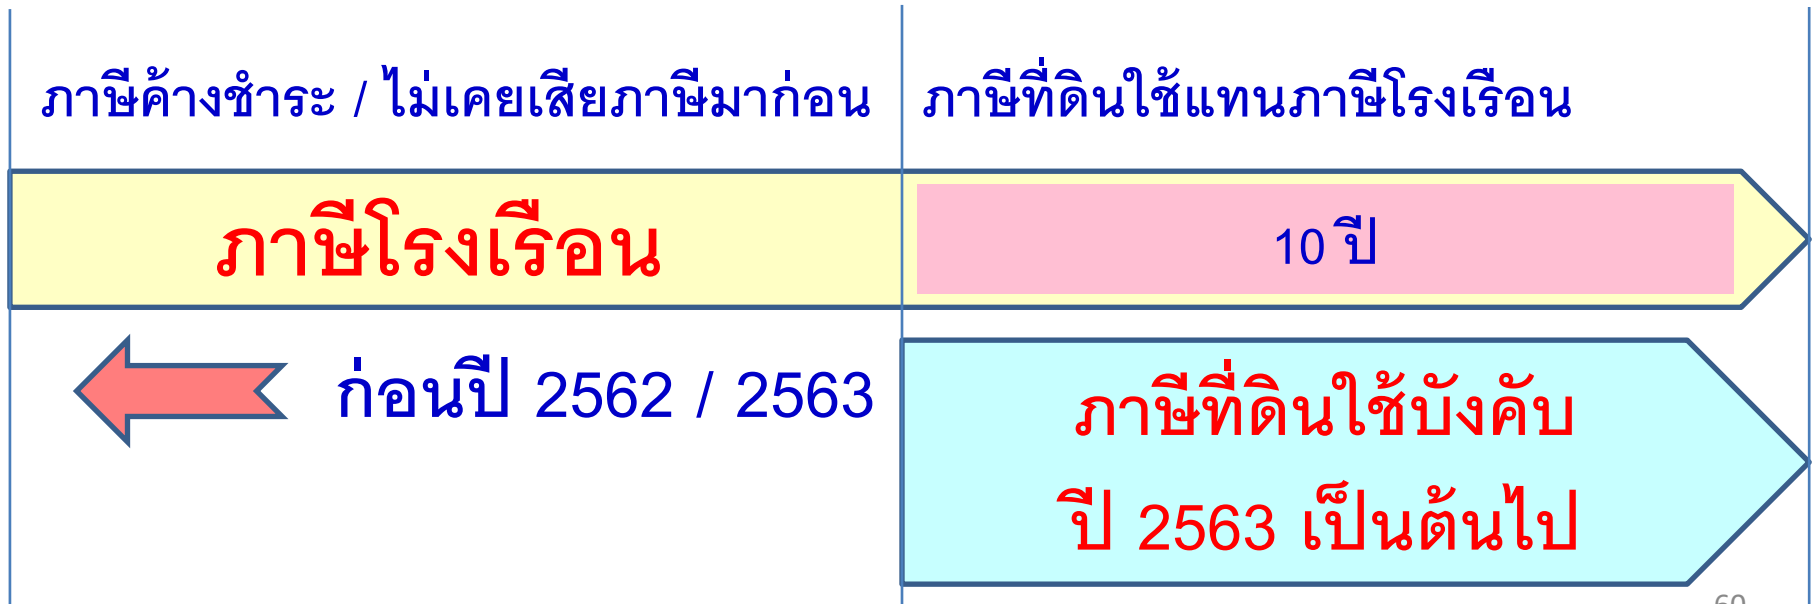 ภาษีค้างชำระ / ไม่เคยเสียภาษีมาก่อน
ภาษีที่ดินใช้แทนภาษีโรงเรือน
ภาษีโรงเรือน
10 ปี
ก่อนปี 2562 / 2563
ภาษีที่ดินใช้บังคับ
ปี 2563 เป็นต้นไป
60